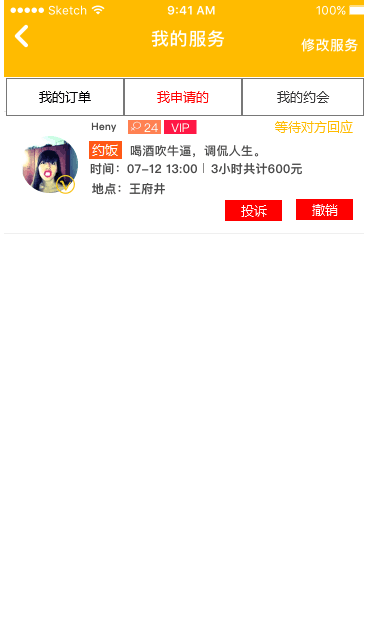 Sketch 9:41 AM 100%
我的服务
修改服务
我的订单 我申请的 我的约会
Heny 24 VIP 等待对方回应
约饭 喝酒吹牛逼，调侃人生。
时间：07-12 13:00 | 3小时共计600元
地点：王府井
投诉 撤销